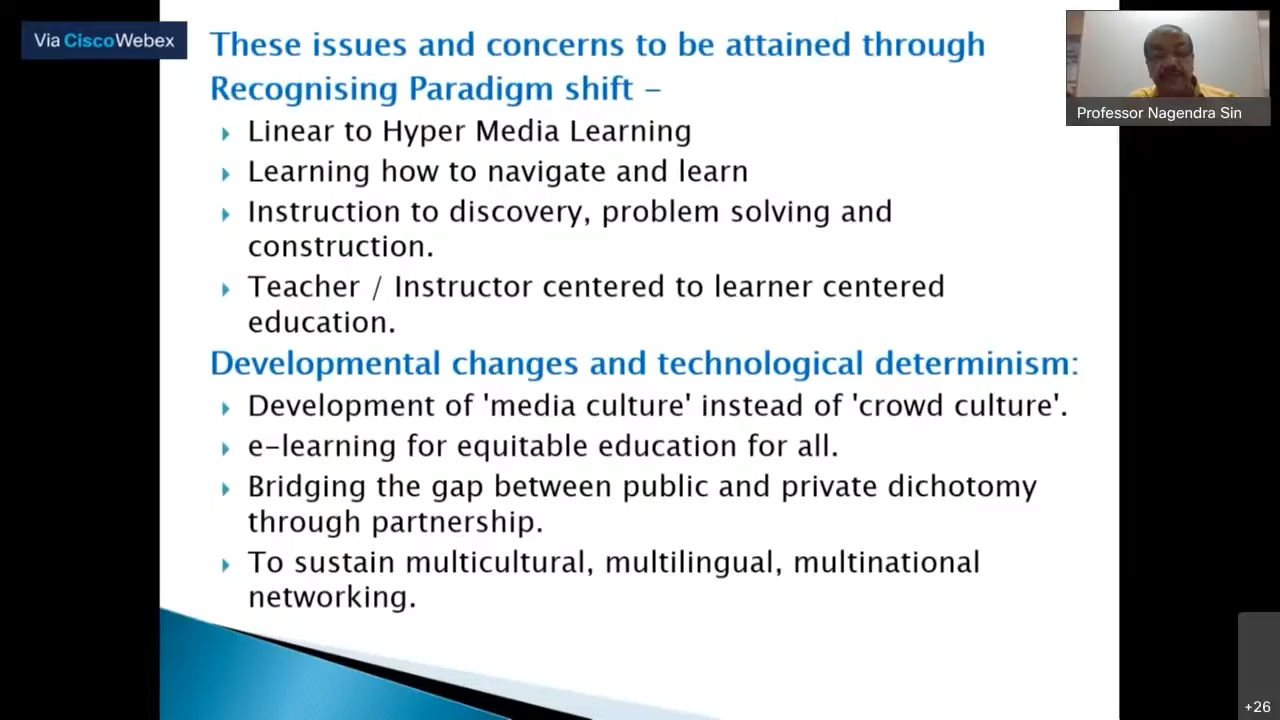 Via CiscoWebex
These issues and concerns to be attained through
Recognising Paradigm shift –
Linear to Hyper Media Learning
Learning how to navigate and learn
Instruction to discovery, problem solving and
construction.
Teacher / Instructor centered to learner centered
education.
Developmental changes and technological determinism:
Development of 'media culture' instead of 'crowd culture'.
e-learning for equitable education for all.
Bridging the gap between public and private dichotomy
through partnership.
To sustain multicultural, multilingual, multinational
networking.
Professor Nagendra Sin
+26